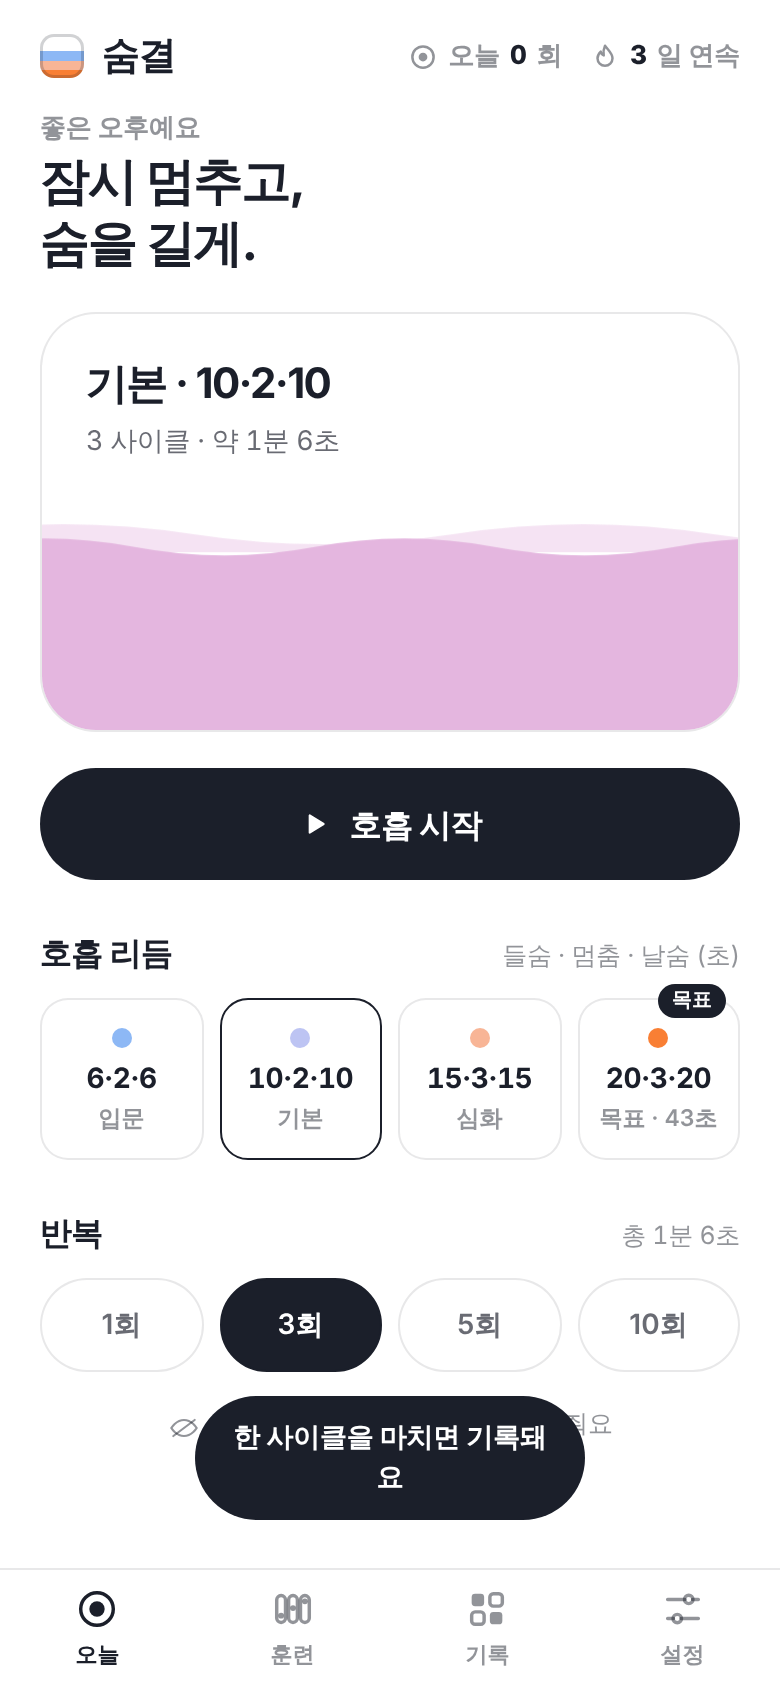 숨결
오늘 0 회
3 일 연속
좋은 오후예요
잠시 멈추고,
숨을 길게.
기본 · 10·2·10
3 사이클 · 약 1분 6초
호흡 시작
호흡 리듬
들숨 · 멈춤 · 날숨 (초)
목표
6·2·6
입문
10·2·10
기본
15·3·15
심화
20·3·20
목표 · 43초
반복
총 1분 6초
1회
3회
5회
10회
한 사이클을 마치면 기록돼
요
오늘
훈련
기록
설정